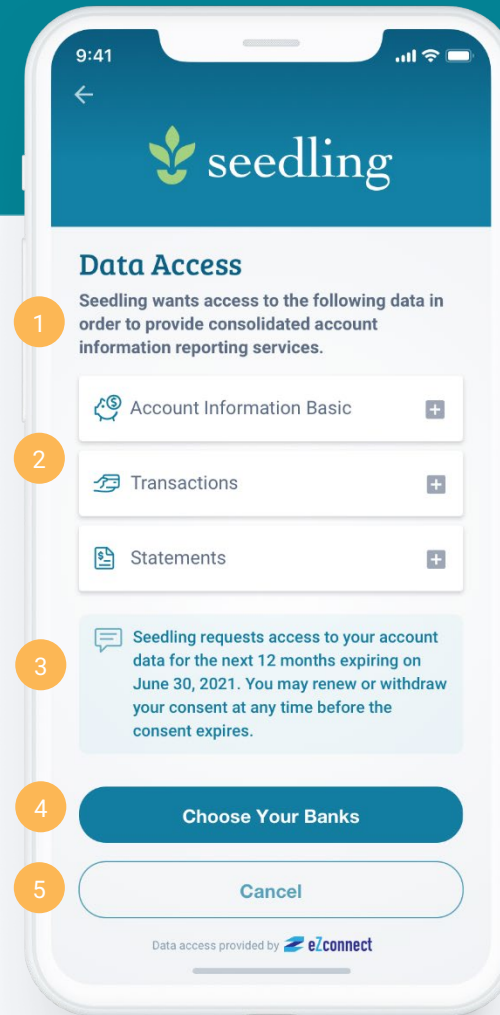 9:41
seedling
Data Access
1
Seedling wants access to the following data in
order to provide consolidated account
information reporting services.
2
Account Information Basic
Transactions
Statements
3
Seedling requests access to your account
data for the next 12 months expiring on
June 30, 2021. You may renew or withdraw
your consent at any time before the
consent expires.
4
Choose Your Banks
5
Cancel
Data access provided by eZconnect